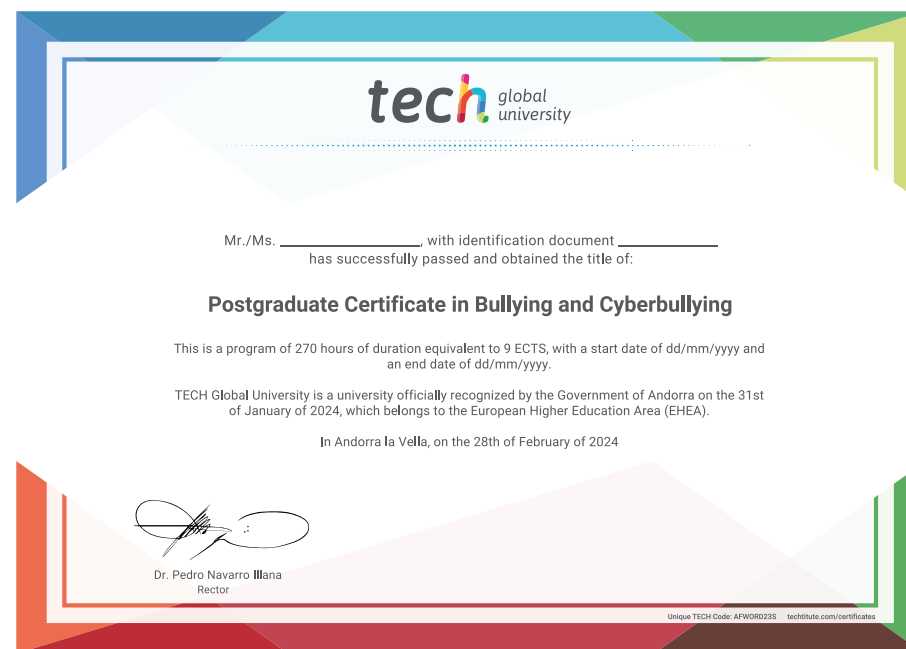 tech global university
Mr./Ms. ____________________, with identification document ______________
has successfully passed and obtained the title of:
Postgraduate Certificate in Bullying and Cyberbullying
This is a program of 270 hours of duration equivalent to 9 ECTS, with a start date of dd/mm/yyyy and
an end date of dd/mm/yyyy.
TECH Global University is a university officially recognized by the Government of Andorra on the 31st
of January of 2024, which belongs to the European Higher Education Area (EHEA).
In Andorra la Vella, on the 28th of February of 2024
Dr. Pedro Navarro Illana
Rector
Unique TECH Code: AFWORD23S techtitute.com/certificates